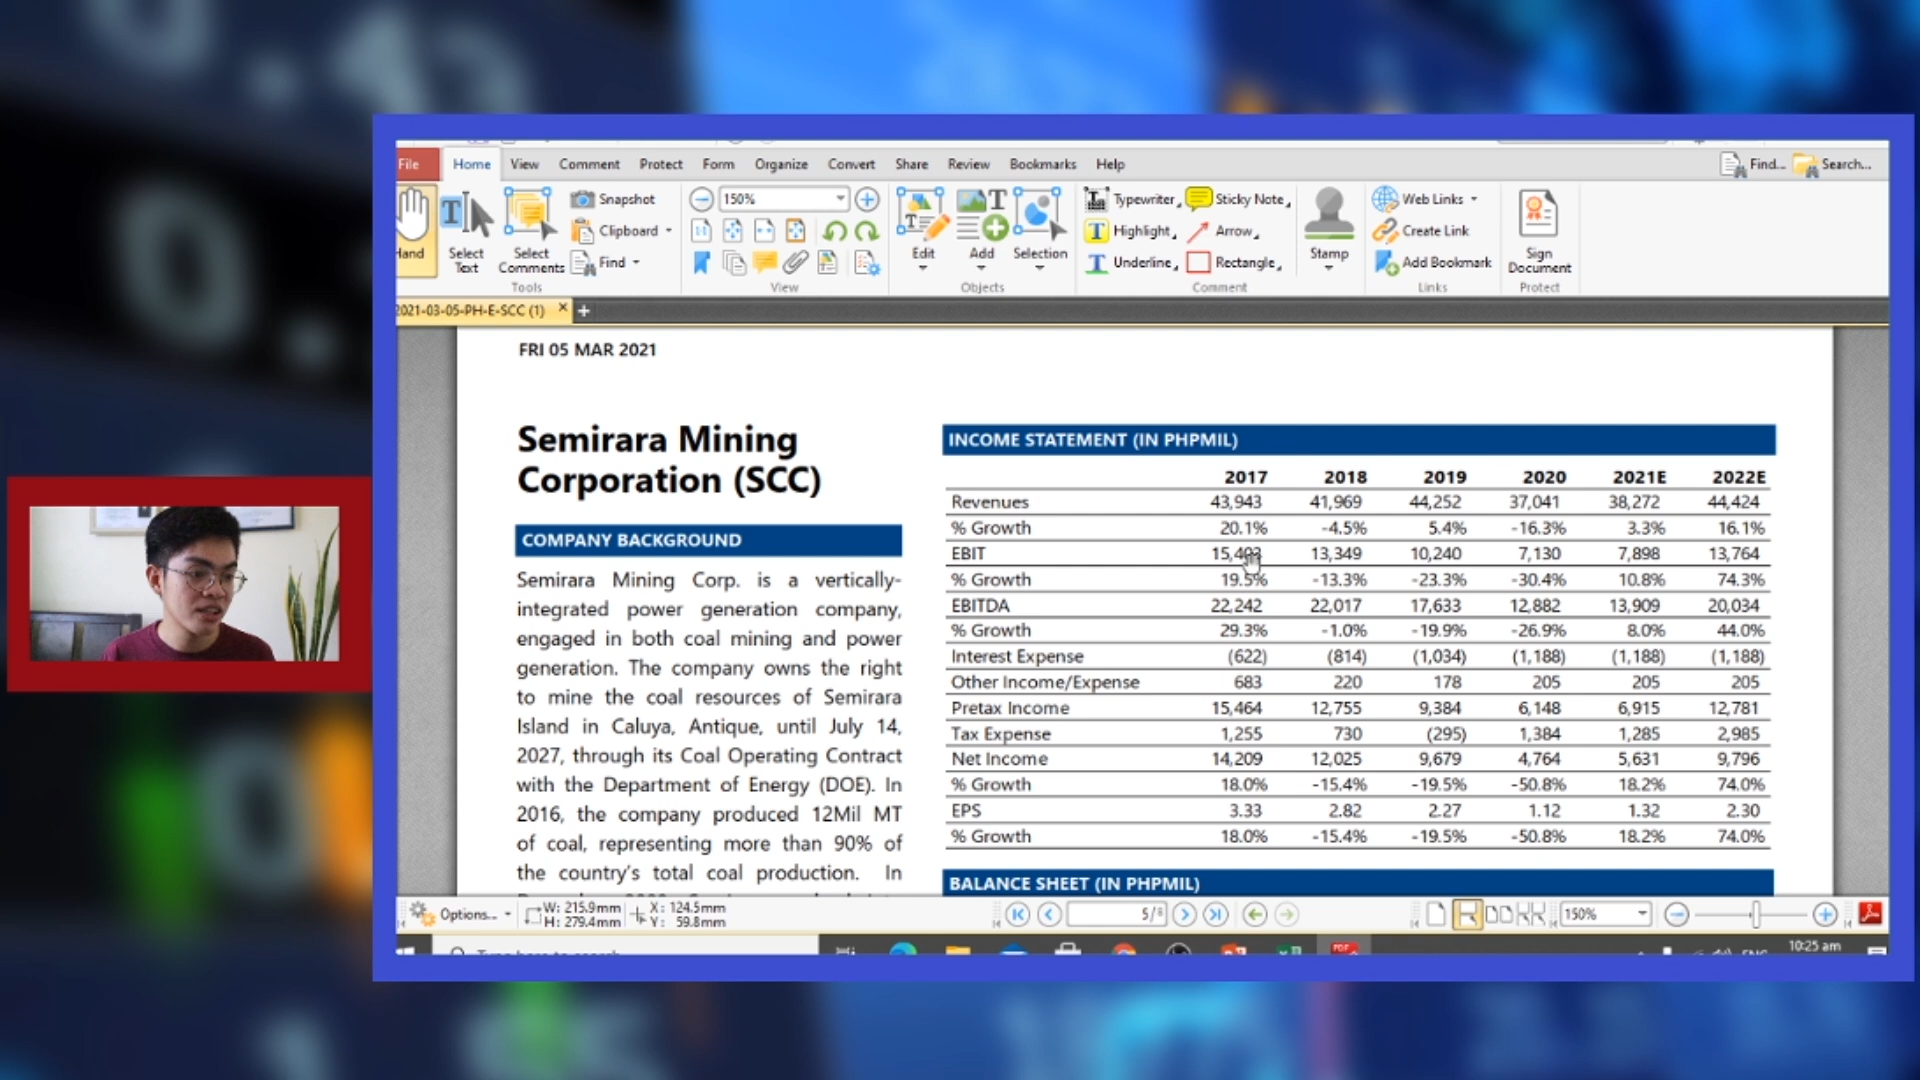 File Home View Comment Protect Form Organize Convert Share Review Bookmarks Help Find... Search...
Hand
Select Text
Select Comments
Snapshot
Clipboard
Find
Tools
150%
View
Edit
Add
Selection
Objects
Typewriter
Sticky Note
Highlight
Arrow
Underline
Rectangle
Comment
Stamp
Web Links
Create Link
Add Bookmark
Links
Sign Document
Protect
2021-03-05-PH-E-SCC (1)
FRI 05 MAR 2021
Semirara Mining
Corporation (SCC)
COMPANY BACKGROUND
Semirara Mining Corp. is a vertically-
integrated power generation company,
engaged in both coal mining and power
generation. The company owns the right
to mine the coal resources of Semirara
Island in Caluya, Antique, until July 14,
2027, through its Coal Operating Contract
with the Department of Energy (DOE). In
2016, the company produced 12Mil MT
of coal, representing more than 90% of
the country's total coal production. In
INCOME STATEMENT (IN PHPMIL)
2017 2018 2019 2020 2021E 2022E
Revenues 43,943 41,969 44,252 37,041 38,272 44,424
% Growth 20.1% -4.5% 5.4% -16.3% 3.3% 16.1%
EBIT 13,349 10,240 7,130 7,898 13,764
% Growth 19.5% -13.3% -23.3% -30.4% 10.8% 74.3%
EBITDA 22,242 22,017 17,633 12,882 13,909 20,034
% Growth 29.3% -1.0% -19.9% -26.9% 8.0% 44.0%
Interest Expense (622) (814) (1,034) (1,188) (1,188) (1,188)
Other Income/Expense 683 220 178 205 205 205
Pretax Income 15,464 12,755 9,384 6,148 6,915 12,781
Tax Expense 1,255 730 (295) 1,384 1,285 2,985
Net Income 14,209 12,025 9,679 4,764 5,631 9,796
% Growth 18.0% -15.4% -19.5% -50.8% 18.2% 74.0%
EPS 3.33 2.82 2.27 1.12 1.32 2.30
% Growth 18.0% -15.4% -19.5% -50.8% 18.2% 74.0%
BALANCE SHEET (IN PHPMIL)
Options...
W: 215.9mm
H: 279.4mm
X: 124.5mm
Y: 59.8mm
5/8
150%
10:25 am